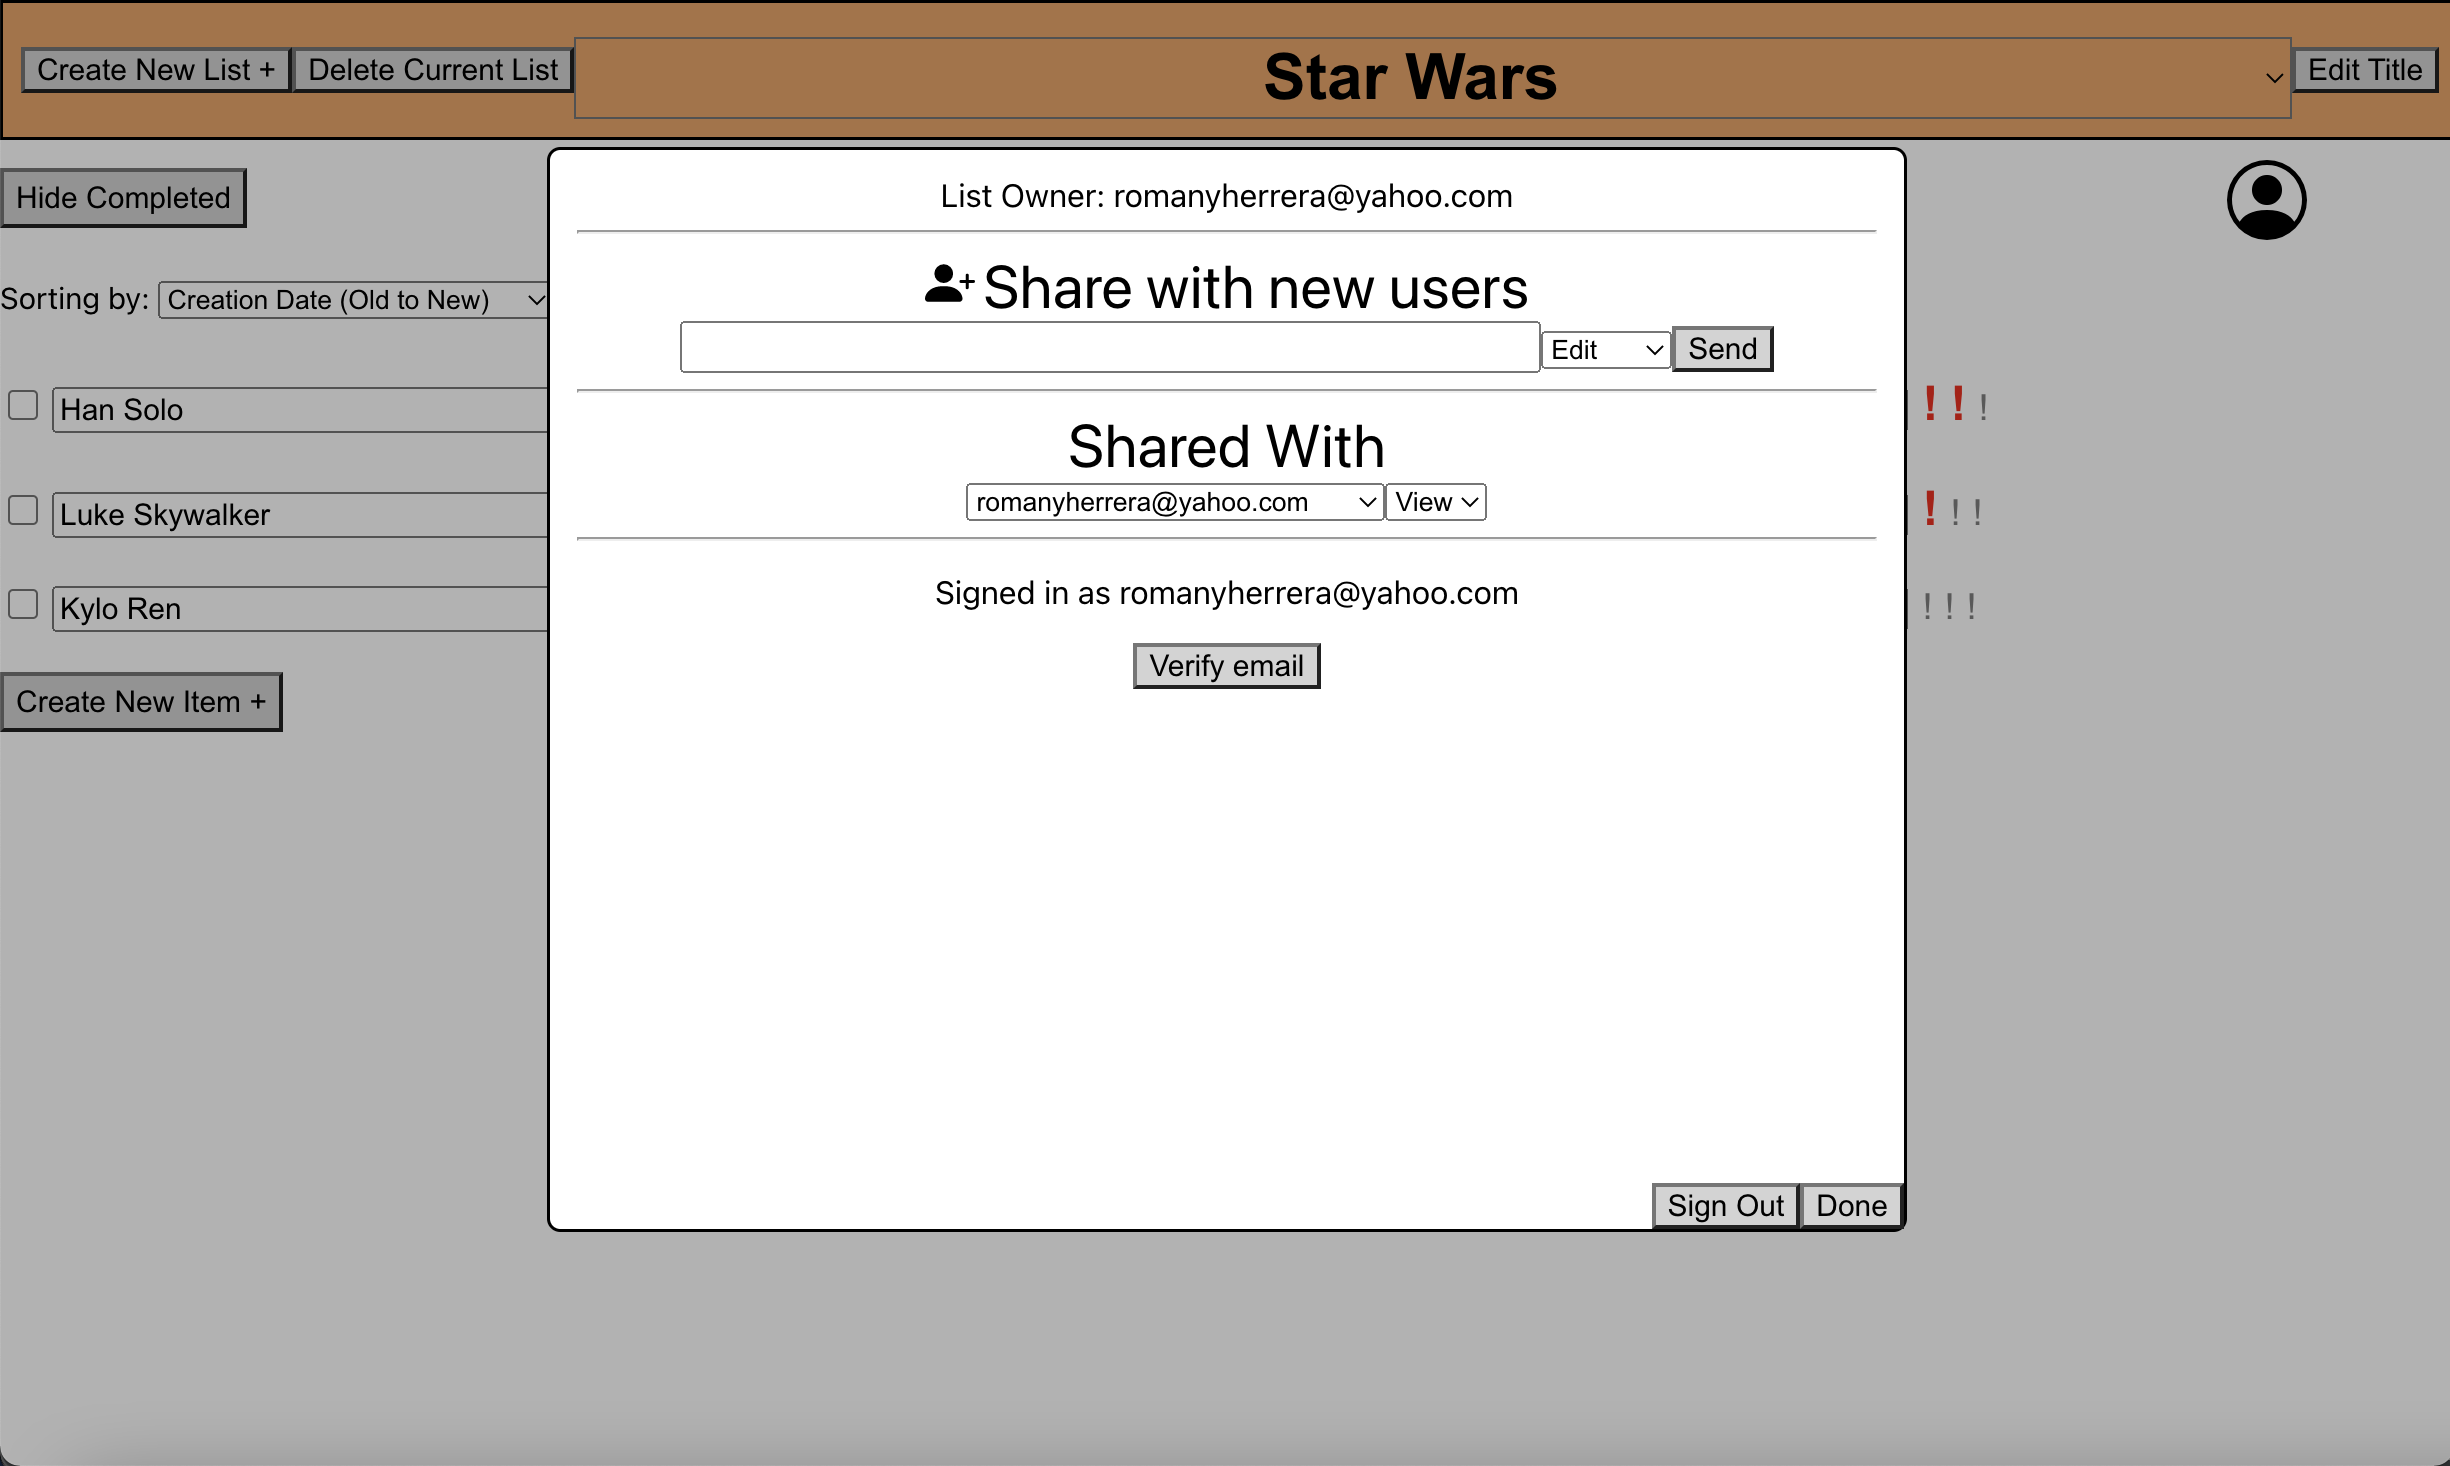 Create New List +
Delete Current List
Star Wars
Edit Title
Hide Completed
Sorting by: Creation Date (Old to New)
Han Solo
!!!
Luke Skywalker
!!!
Kylo Ren
!!!
Create New Item +
List Owner: romanyherrera@yahoo.com
Share with new users
Edit
Send
Shared With
romanyherrera@yahoo.com
View
Signed in as romanyherrera@yahoo.com
Verify email
Sign Out
Done